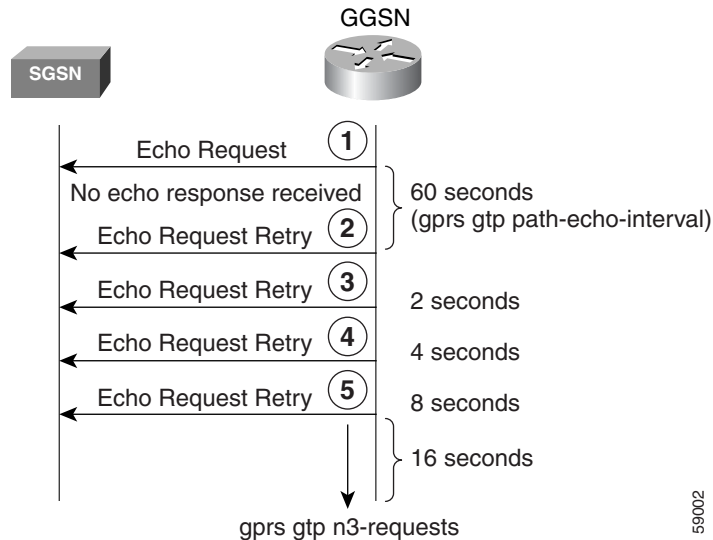 GGSN
SGSN
Echo Request 1
No echo response received
60 seconds
(gprs gtp path-echo-interval)
Echo Request Retry 2
Echo Request Retry 3
2 seconds
Echo Request Retry 4
4 seconds
Echo Request Retry 5
8 seconds
16 seconds
gprs gtp n3-requests
59002